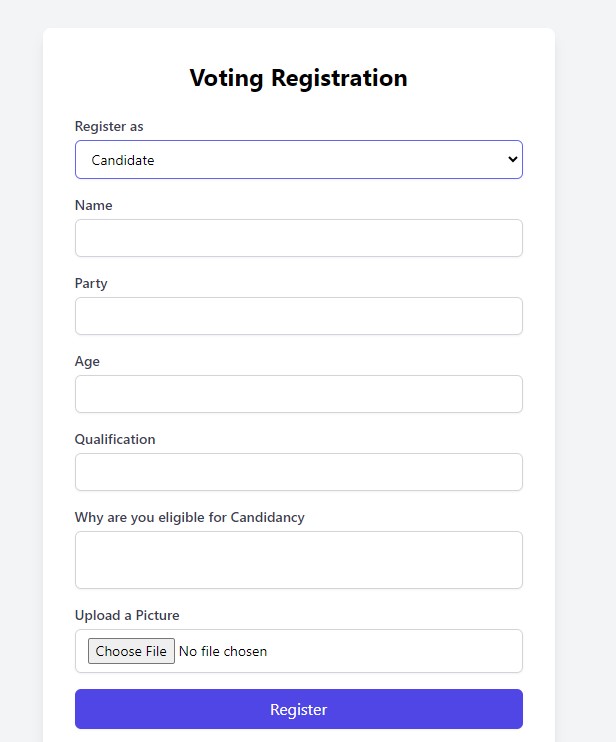 Voting Registration
Register as
Candidate
Name
Party
Age
Qualification
Why are you eligible for Candidancy
Upload a Picture
Choose File No file chosen
Register